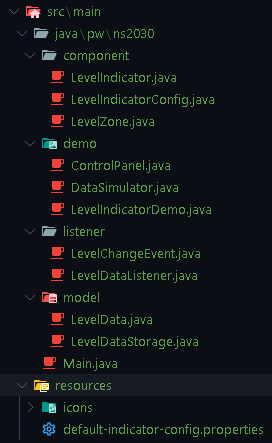 src\main
java\pw\ns2030
component
LevelIndicator.java
LevelIndicatorConfig.java
LevelZone.java
demo
ControlPanel.java
DataSimulator.java
LevelIndicatorDemo.java
listener
LevelChangeEvent.java
LevelDataListener.java
model
LevelData.java
LevelDataStorage.java
Main.java
resources
icons
default-indicator-config.properties